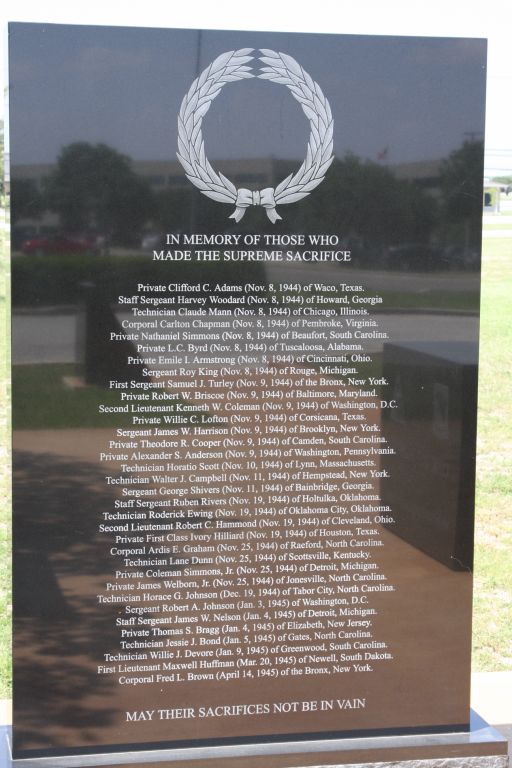 IN MEMORY OF THOSE WHO
MADE THE SUPREME SACRIFICE
Private Clifford C. Adams (Nov. 8, 1944) of Waco, Texas.
Staff Sergeant Harvey Woodard (Nov. 8, 1944) of Howard, Georgia
Technician Claude Mann (Nov. 8, 1944) of Chicago, Illinois.
Corporal Carlton Chapman (Nov. 8, 1944) of Pembroke, Virginia.
Private Nathaniel Simmons (Nov. 8, 1944) of Beaufort, South Carolina.
Private L.C. Byrd (Nov. 8, 1944) of Tuscaloosa, Alabama.
Private Emile I. Armstrong (Nov. 8, 1944) of Cincinnati, Ohio.
Sergeant Roy King (Nov. 8, 1944) of Rouge, Michigan.
First Sergeant Samuel J. Turley (Nov. 9, 1944) of the Bronx, New York.
Private Robert W. Briscoe (Nov. 9, 1944) of Baltimore, Maryland.
Second Lieutenant Kenneth W. Coleman (Nov. 9, 1944) of Washington, D.C.
Private Willie C. Lofton (Nov. 9, 1944) of Corsicana, Texas.
Sergeant James W. Harrison (Nov. 9, 1944) of Brooklyn, New York.
Private Theodore R. Cooper (Nov. 9, 1944) of Camden, South Carolina.
Private Alexander S. Anderson (Nov. 9, 1944) of Washington, Pennsylvania.
Technician Horatio Scott (Nov. 10, 1944) of Lynn, Massachusetts.
Technician Walter J. Campbell (Nov. 11, 1944) of Hempstead, New York.
Sergeant George Shivers (Nov. 11, 1944) of Bainbridge, Georgia.
Staff Sergeant Ruben Rivers (Nov. 19, 1944) of Holtulka, Oklahoma.
Technician Roderick Ewing (Nov. 19, 1944) of Oklahoma City, Oklahoma.
Second Lieutenant Robert C. Hammond (Nov. 19, 1944) of Cleveland, Ohio.
Private First Class Ivory Hilliard (Nov. 19, 1944) of Houston, Texas.
Corporal Ardis E. Graham (Nov. 25, 1944) of Raeford, North Carolina.
Technician Lane Dunn (Nov. 25, 1944) of Scottsville, Kentucky.
Private Coleman Simmons, Jr. (Nov. 25, 1944) of Detroit, Michigan.
Private James Welborn, Jr. (Nov. 25, 1944) of Jonesville, North Carolina.
Technician Horace G. Johnson (Dec. 19, 1944) of Tabor City, North Carolina.
Sergeant Robert A. Johnson (Jan. 3, 1945) of Washington, D.C.
Staff Sergeant James W. Nelson (Jan. 4, 1945) of Detroit, Michigan.
Private Thomas S. Bragg (Jan. 4, 1945) of Elizabeth, New Jersey.
Technician Jessie J. Bond (Jan. 5, 1945) of Gates, North Carolina.
Technician Willie J. Devore (Jan. 9, 1945) of Greenwood, South Carolina.
First Lieutenant Maxwell Huffman (Mar. 20, 1945) of Newell, South Dakota.
Corporal Fred L. Brown (April 14, 1945) of the Bronx, New York.
MAY THEIR SACRIFICES NOT BE IN VAIN